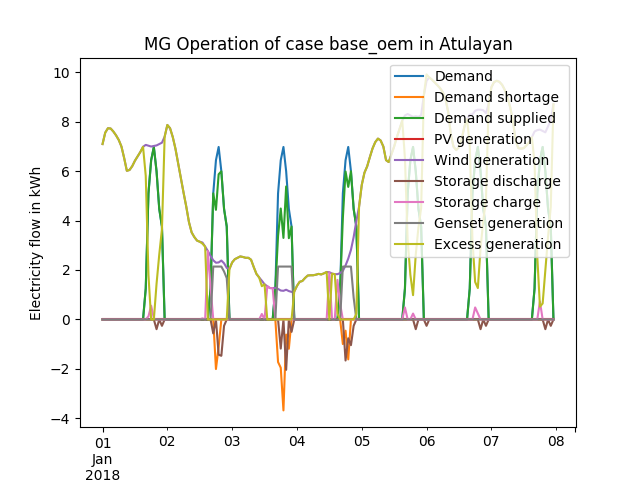 MG Operation of case base_oem in Atulayan
Electricity flow in kWh
10
8
6
4
2
0
−2
−4
Demand
Demand shortage
Demand supplied
PV generation
Wind generation
Storage discharge
Storage charge
Genset generation
Excess generation
01 02 03 04 05 06 07 08
Jan
2018